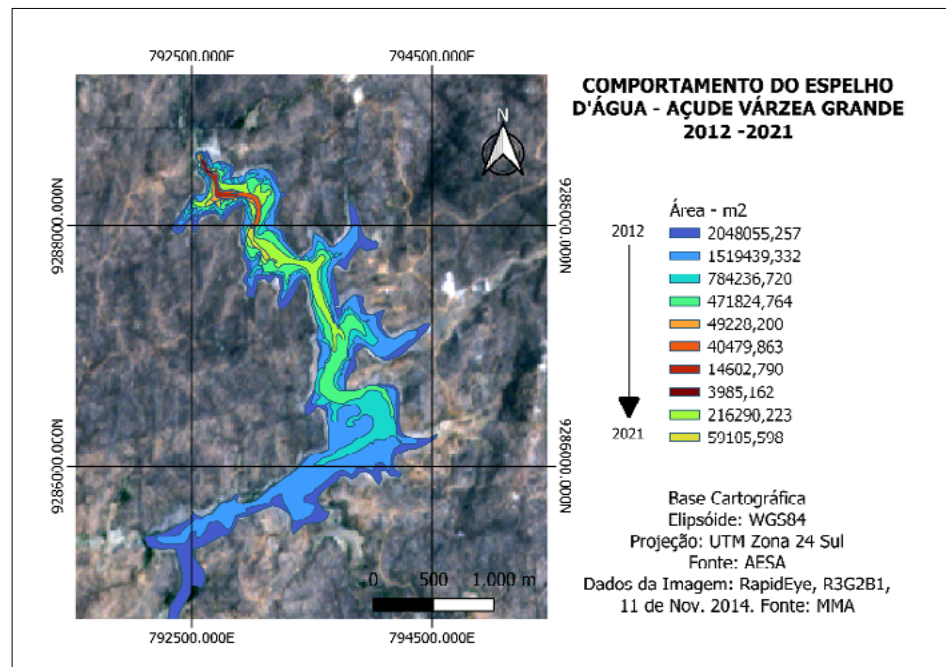 792500.000E
794500.000E
COMPORTAMENTO DO ESPELHO
D'ÁGUA - AÇUDE VÁRZEA GRANDE
2012 -2021
N
9288000.000N
9288000.000N
Área - m2
2012
2048055,257
1519439,332
784236,720
471824,764
49228,200
40479,863
14602,790
3985,162
216290,223
2021
59105,598
9286000.000N
9286000.000N
Base Cartográfica
Elipsóide: WGS84
Projeção: UTM Zona 24 Sul
Fonte: AESA
Dados da Imagem: RapidEye, R3G2B1,
11 de Nov. 2014. Fonte: MMA
0 500 1.000 m
792500.000E
794500.000E